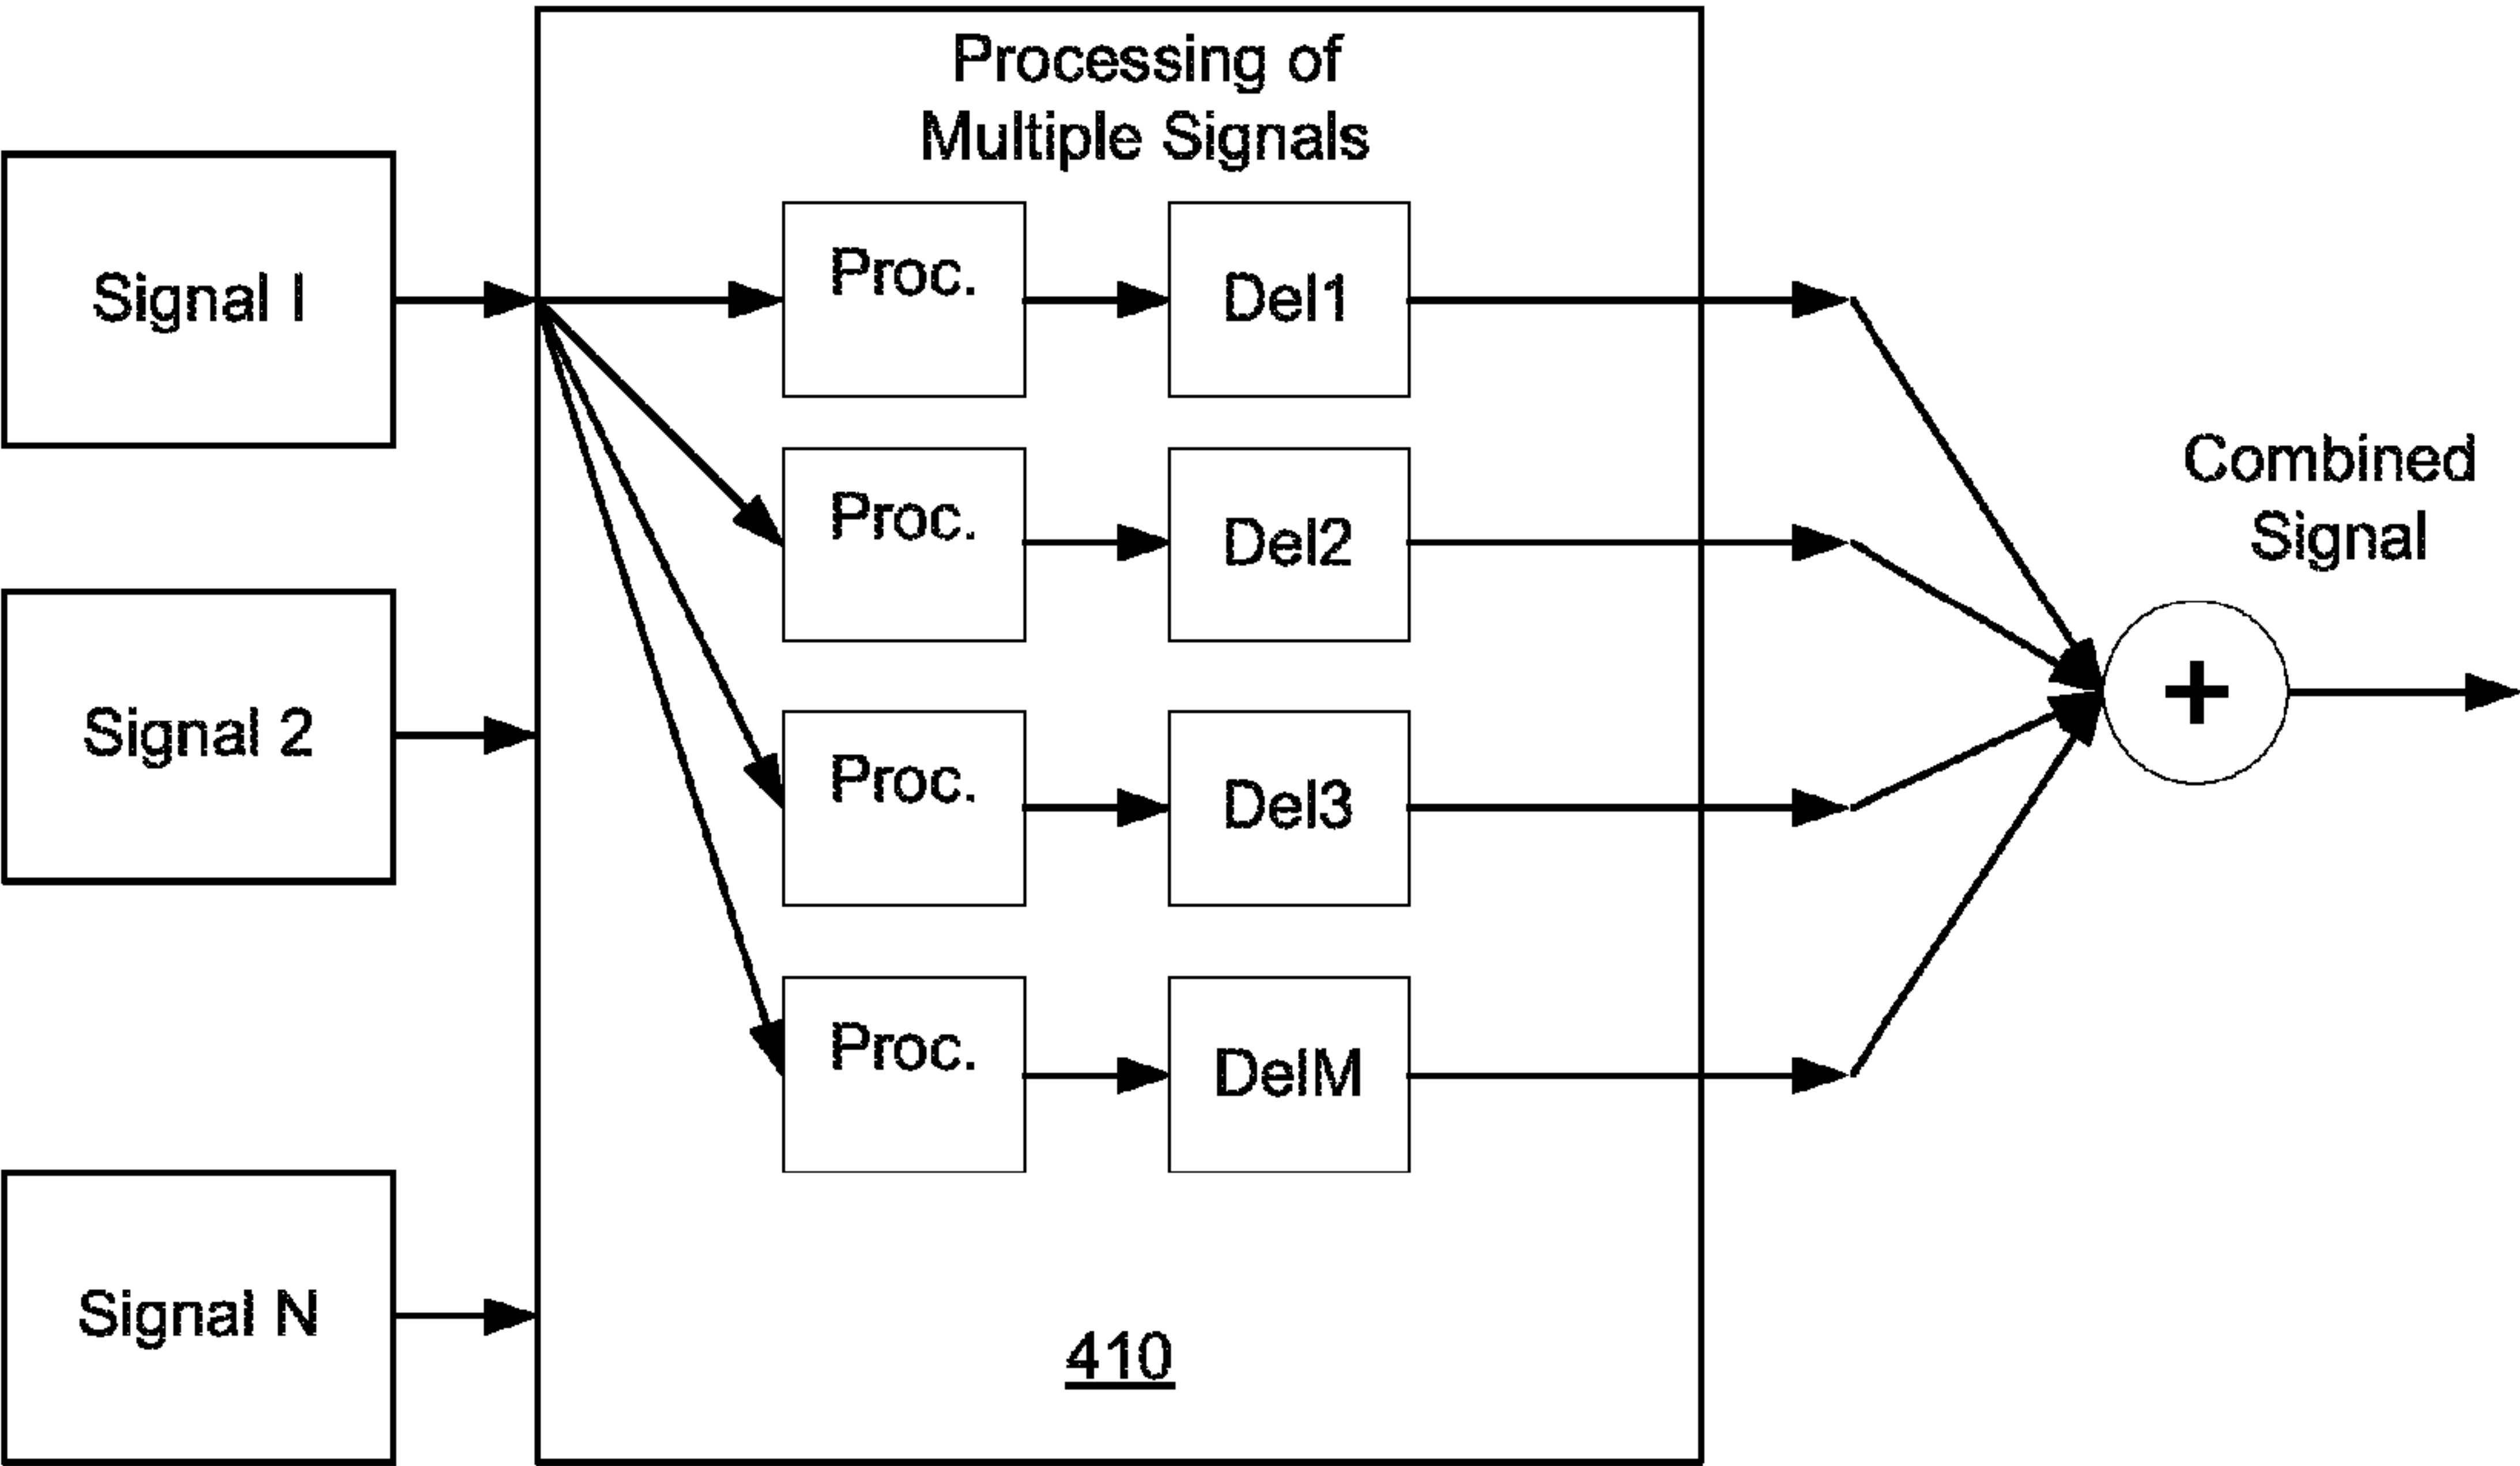 Processing of
Multiple Signals
Signal I
Proc.
Del1
Proc.
Del2
Combined
Signal
Signal 2
+
Proc.
Del3
Proc.
DelM
Signal N
410